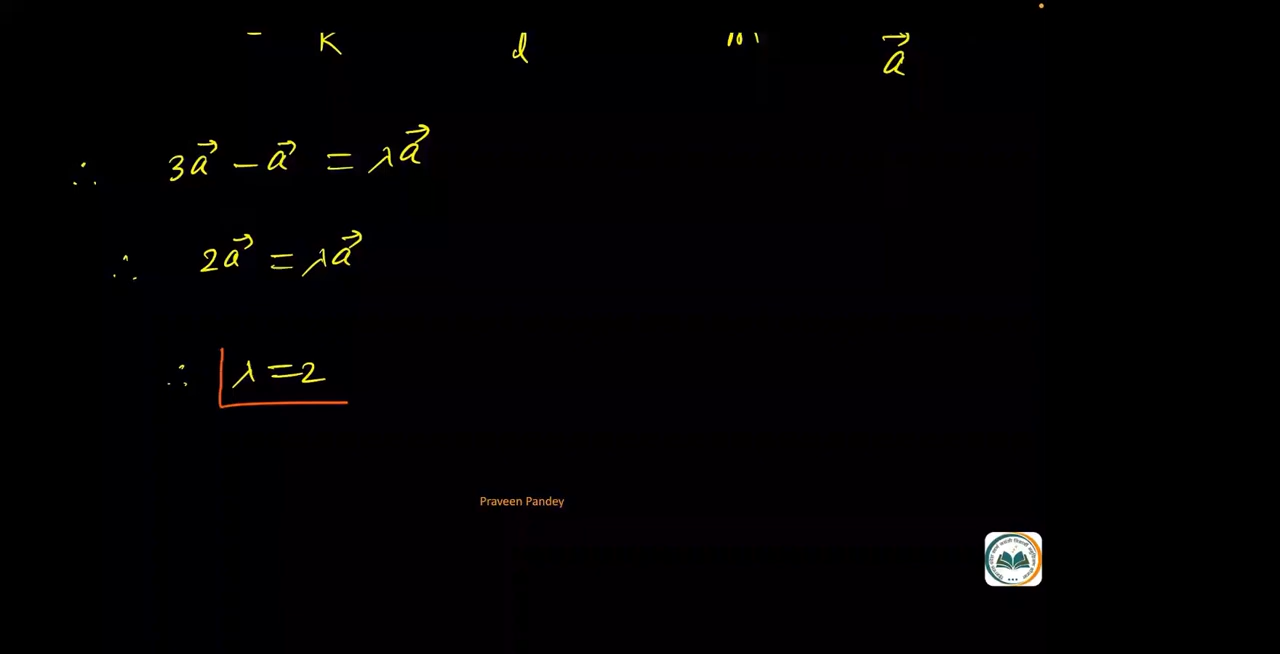 K d a⃗
∴ 3a⃗ - a⃗ = λa⃗
∴ 2a⃗ = λa⃗
∴ λ = 2
Praveen Pandey